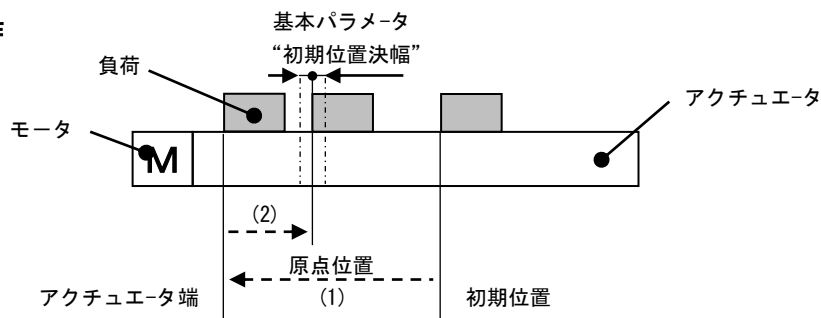 基本パラメータ
“初期位置決幅”
負荷
アクチュエータ
モータ
M
(2)
原点位置
アクチュエータ端
(1)
初期位置